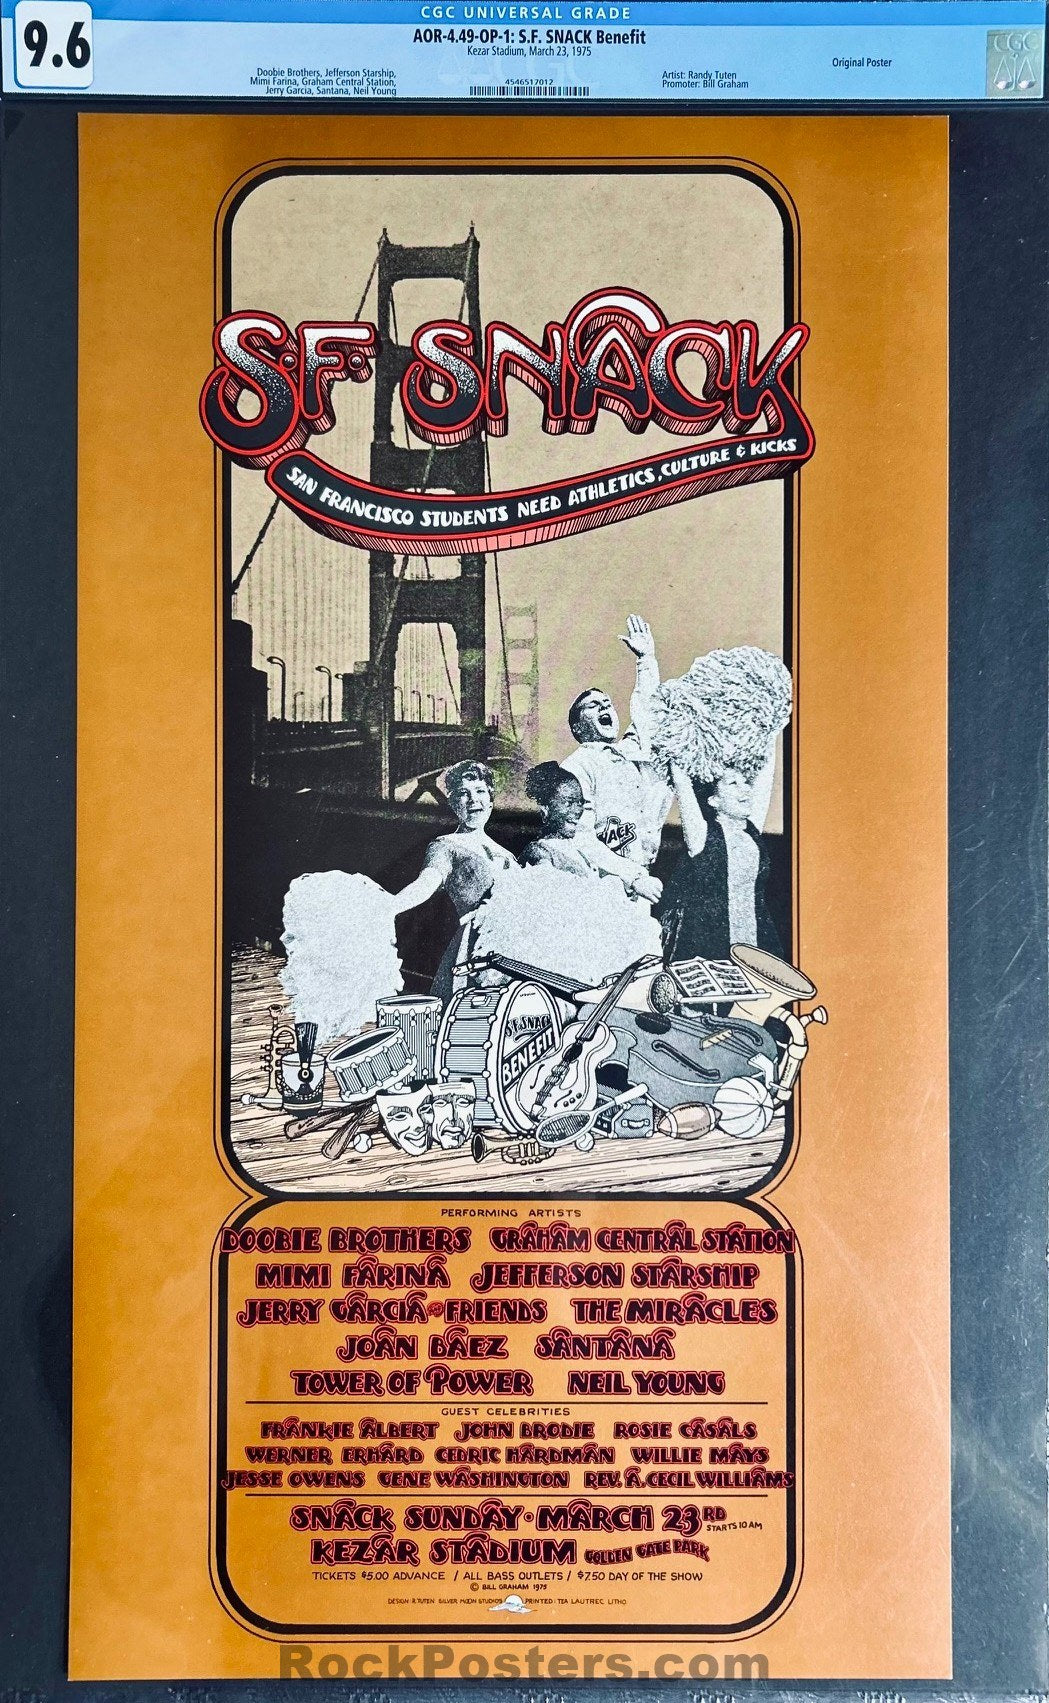 CGC UNIVERSAL GRADE
9.6
AOR-4.49-OP-1: S.F. SNACK Benefit
Kezar Stadium, March 23, 1975
Original Poster
CGC
Doobie Brothers, Jefferson Starship,
Mimi Farina, Graham Central Station,
Jerry Garcia, Santana, Neil Young
4546517012
Artist: Randy Tuten
Promoter: Bill Graham
S.F. SNACK
SAN FRANCISCO STUDENTS NEED ATHLETICS, CULTURE & KICKS
SNACK
S.F. SNACK
BENEFIT
PERFORMING ARTISTS
DOOBIE BROTHERS GRAHAM CENTRAL STATION
MIMI FARINA JEFFERSON STARSHIP
JERRY GARCIA AND FRIENDS THE MIRACLES
JOAN BAEZ SANTANA
TOWER OF POWER NEIL YOUNG
GUEST CELEBRITIES
FRANKIE ALBERT JOHN BRODIE ROSIE CASALS
WERNER ERHARD CEDRIC HARDMAN WILLIE MAYS
JESSE OWENS GENE WASHINGTON REV. A. CECIL WILLIAMS
SNACK SUNDAY • MARCH 23RD STARTS 10 AM
KEZAR STADIUM GOLDEN GATE PARK
TICKETS $5.00 ADVANCE / ALL BASS OUTLETS / $7.50 DAY OF THE SHOW
© BILL GRAHAM 1975
DESIGN: R. TUTEN SILVER MOON STUDIOS PRINTED: TEA LAUTREC LITHO.
RockPosters.com